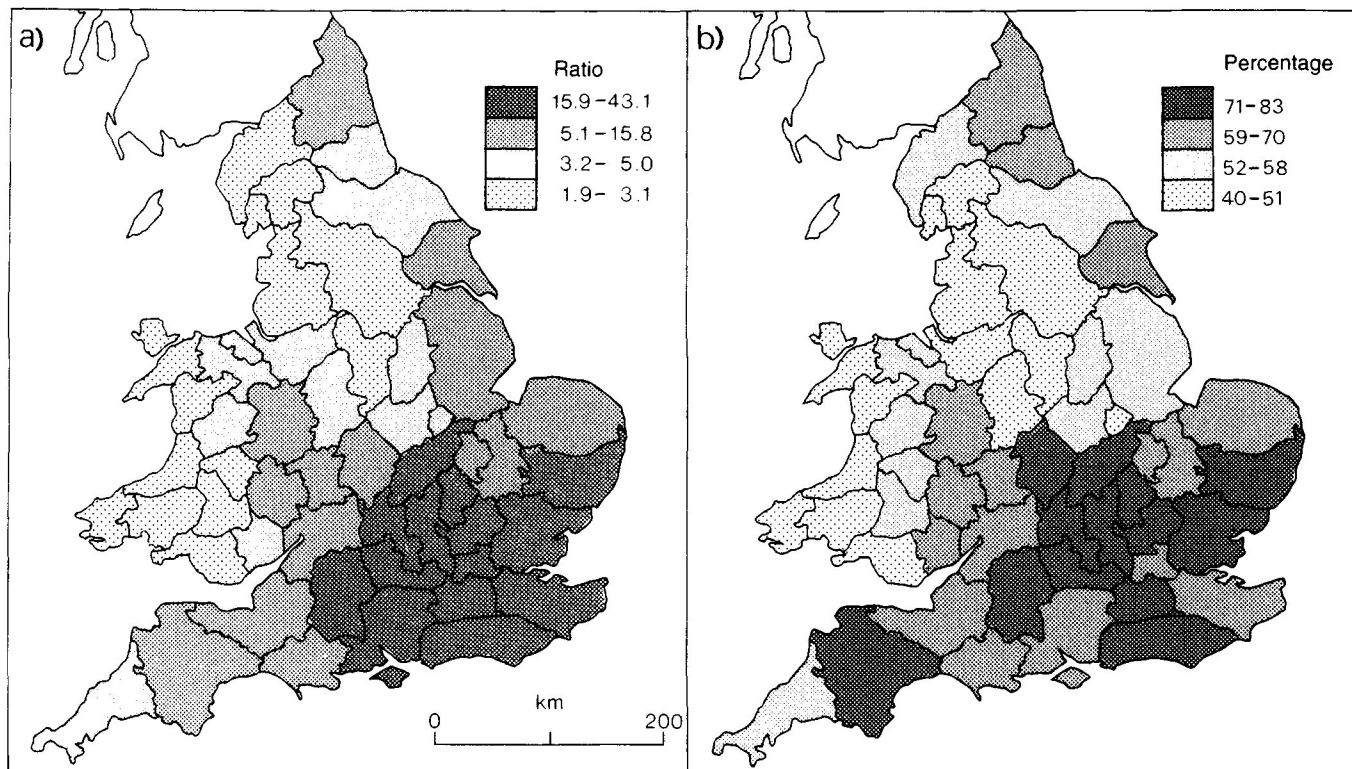 a)
Ratio
15.9–43.1
5.1–15.8
3.2– 5.0
1.9– 3.1
km
0 200
b)
Percentage
71–83
59–70
52–58
40–51